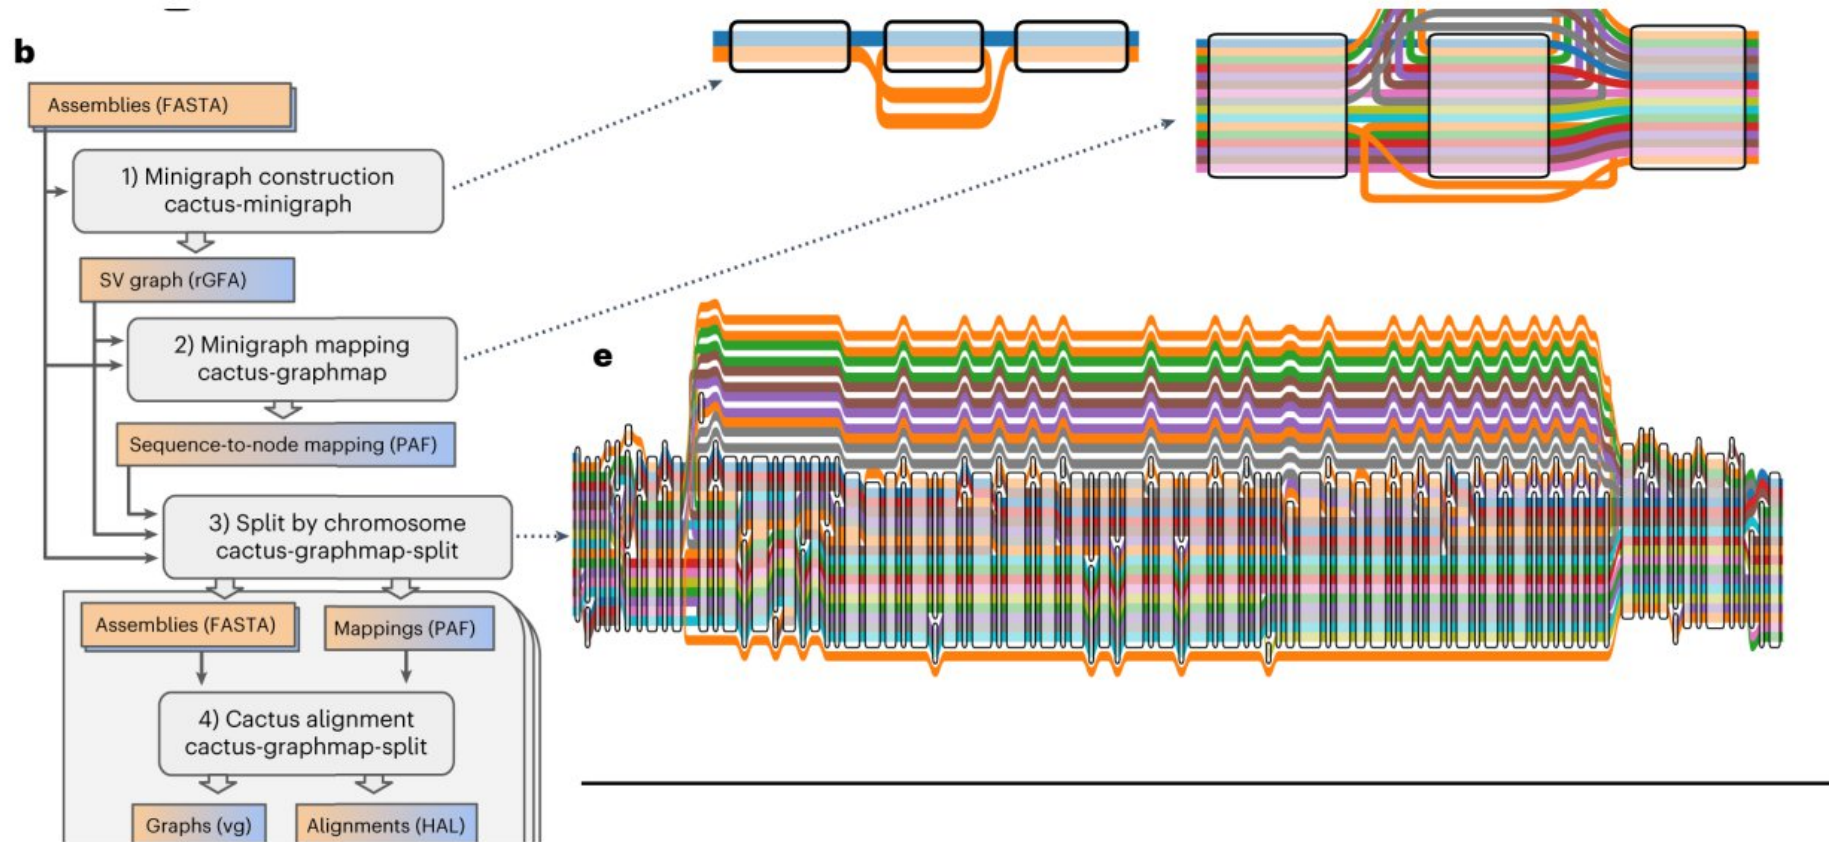 b
Assemblies (FASTA)
1) Minigraph construction
cactus-minigraph
SV graph (rGFA)
2) Minigraph mapping
cactus-graphmap
Sequence-to-node mapping (PAF)
3) Split by chromosome
cactus-graphmap-split
Assemblies (FASTA)
Mappings (PAF)
4) Cactus alignment
cactus-graphmap-split
Graphs (vg)
Alignments (HAL)
e